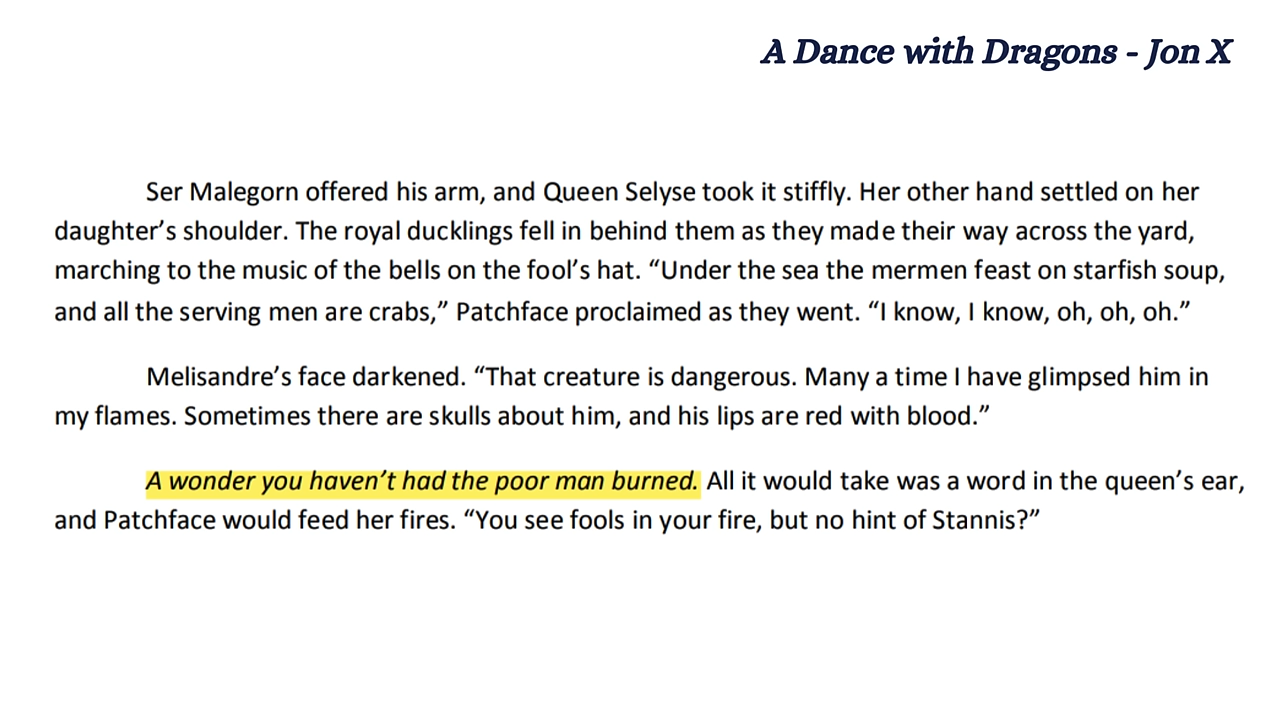 A Dance with Dragons - Jon X
Ser Malegorn offered his arm, and Queen Selyse took it stiffly. Her other hand settled on her
daughter’s shoulder. The royal ducklings fell in behind them as they made their way across the yard,
marching to the music of the bells on the fool’s hat. “Under the sea the mermen feast on starfish soup,
and all the serving men are crabs,” Patchface proclaimed as they went. “I know, I know, oh, oh, oh.”
Melisandre’s face darkened. “That creature is dangerous. Many a time I have glimpsed him in
my flames. Sometimes there are skulls about him, and his lips are red with blood.”
A wonder you haven’t had the poor man burned. All it would take was a word in the queen’s ear,
and Patchface would feed her fires. “You see fools in your fire, but no hint of Stannis?”